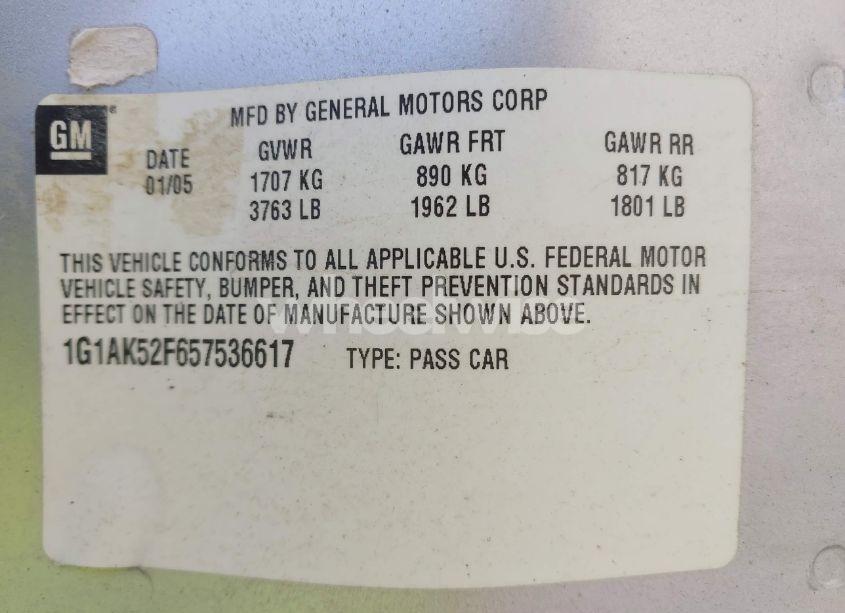 GM®
MFD BY GENERAL MOTORS CORP
DATE GVWR GAWR FRT GAWR RR
01/05 1707 KG 890 KG 817 KG
3763 LB 1962 LB 1801 LB
THIS VEHICLE CONFORMS TO ALL APPLICABLE U.S. FEDERAL MOTOR
VEHICLE SAFETY, BUMPER, AND THEFT PREVENTION STANDARDS IN
EFFECT ON THE DATE OF MANUFACTURE SHOWN ABOVE.
1G1AK52F657536617 TYPE: PASS CAR